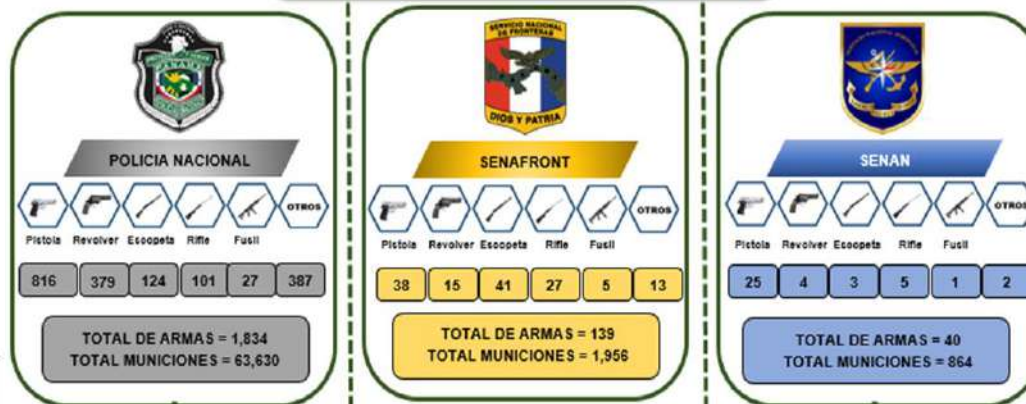 POLICIA NACIONAL
OTROS
Pistola Revolver Escopeta Rifle Fusil
816 379 124 101 27 387
TOTAL DE ARMAS = 1,834
TOTAL MUNICIONES = 63,630
SERVICIO NACIONAL
DE FRONTERAS
DIOS Y PATRIA
SENAFRONT
OTROS
Pistola Revolver Escopeta Rifle Fusil
38 15 41 27 5 13
TOTAL DE ARMAS = 139
TOTAL MUNICIONES = 1,956
SENAN
OTROS
Pistola Revolver Escopeta Rifle Fusil
25 4 3 5 1 2
TOTAL DE ARMAS = 40
TOTAL MUNICIONES = 864